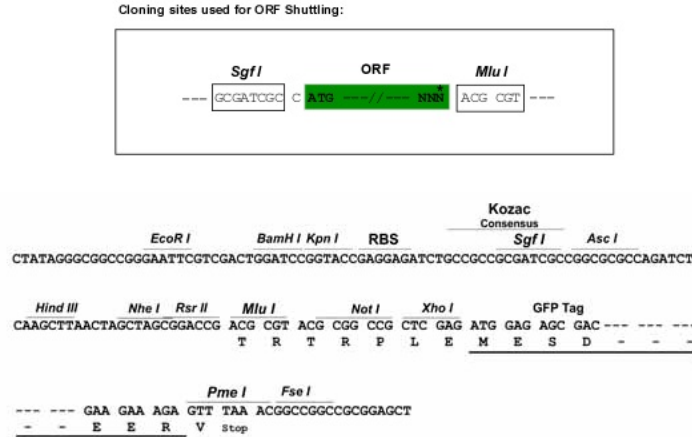 Cloning sites used for ORF Shuttling:
Sgf I ORF Mlu I
--- GCGATCGC C ATG ---//--- NNN* ACG CGT ---
Kozac
Consensus
EcoR I BamH I Kpn I RBS Sgf I Asc I
CTATAGGGCGGCCGGGAATTCGTCGACTGGATCCGGTACCGAGGAGATCTGCCGCCGCGATCGCCGGCGCGCCAGATCT
Hind III Nhe I Rsr II Mlu I Not I Xho I GFP Tag
CAAGCTTAACTAGCTAGCGGACCG ACG CGT ACG CGG CCG CTC GAG ATG GAG AGC GAC--- --- ---
T R T R P L E M E S D - - -
Pme I Fse I
--- --- GAA GAA AGA GTT TAA ACGGCCGGCCGCGGAGCT
- - E E R V Stop